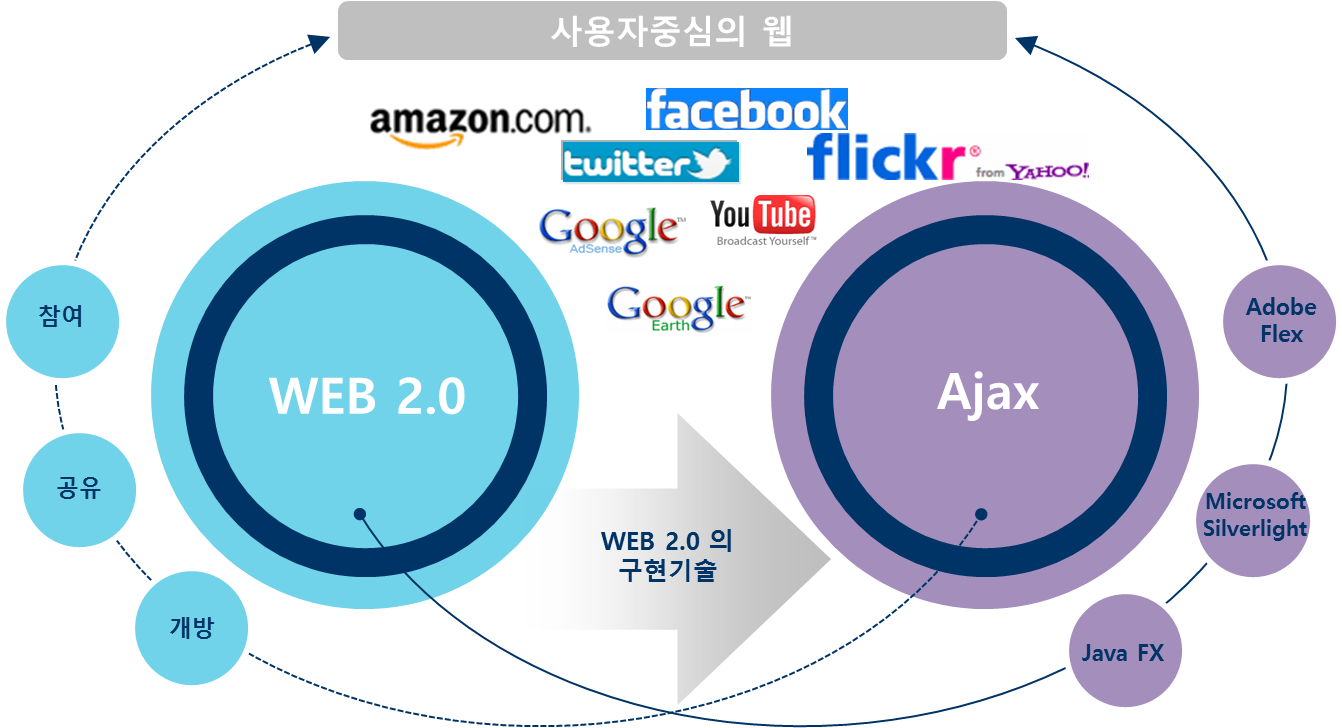 사용자중심의 웹
amazon.com.
facebook
twitter
flickr® from YAHOO!
Google™
AdSense
YouTube
Broadcast Yourself™
Google™
Earth
참여
공유
개방
WEB 2.0
WEB 2.0 의
구현기술
Ajax
Adobe
Flex
Microsoft
Silverlight
Java FX